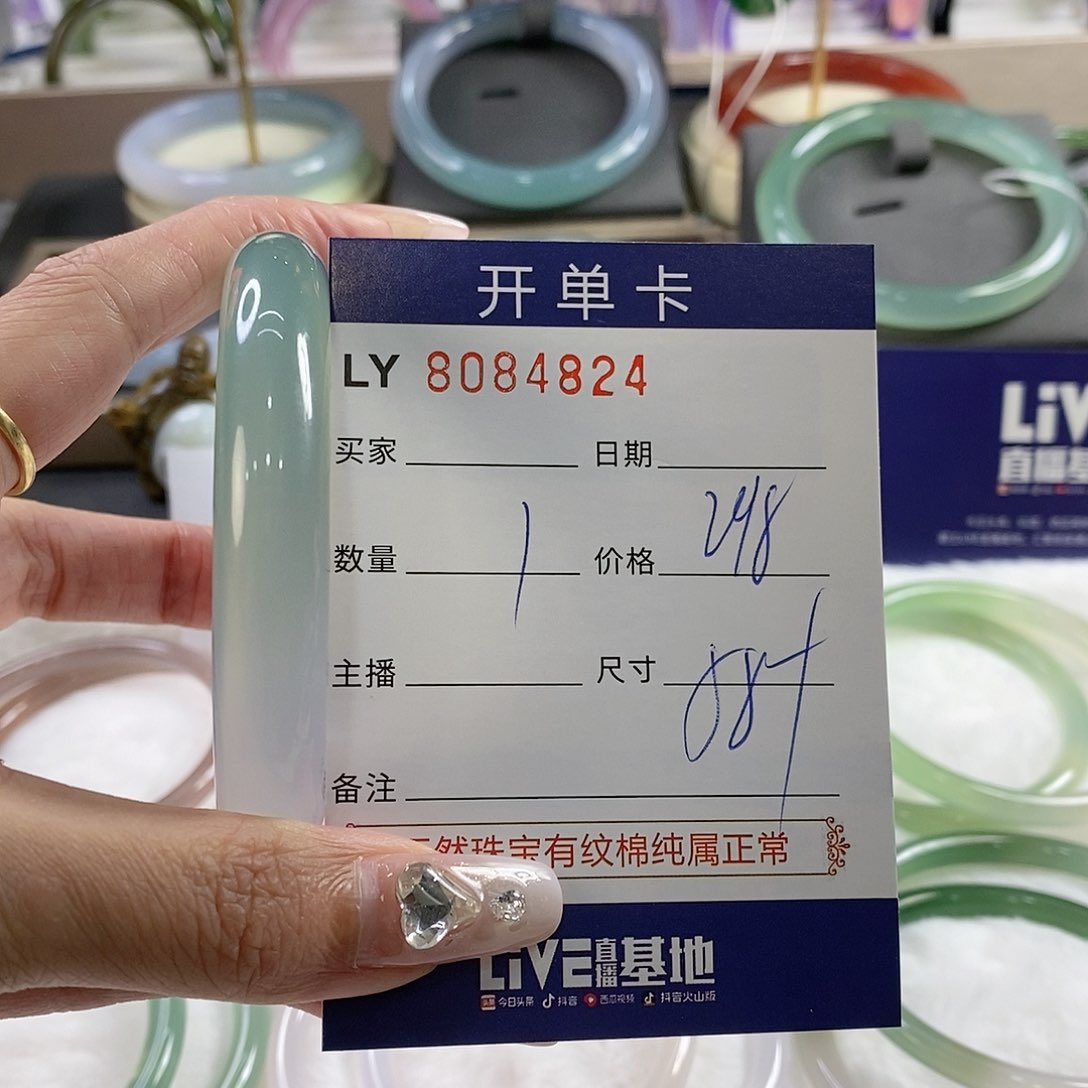 开单卡
LY 8084824
买家 日期
数量 1 价格 298
主播 尺寸
备注
天然珠宝有纹棉纯属正常
LiVE直播基地
今日头条 抖音 西瓜视频 抖音火山版
LiV
直播基